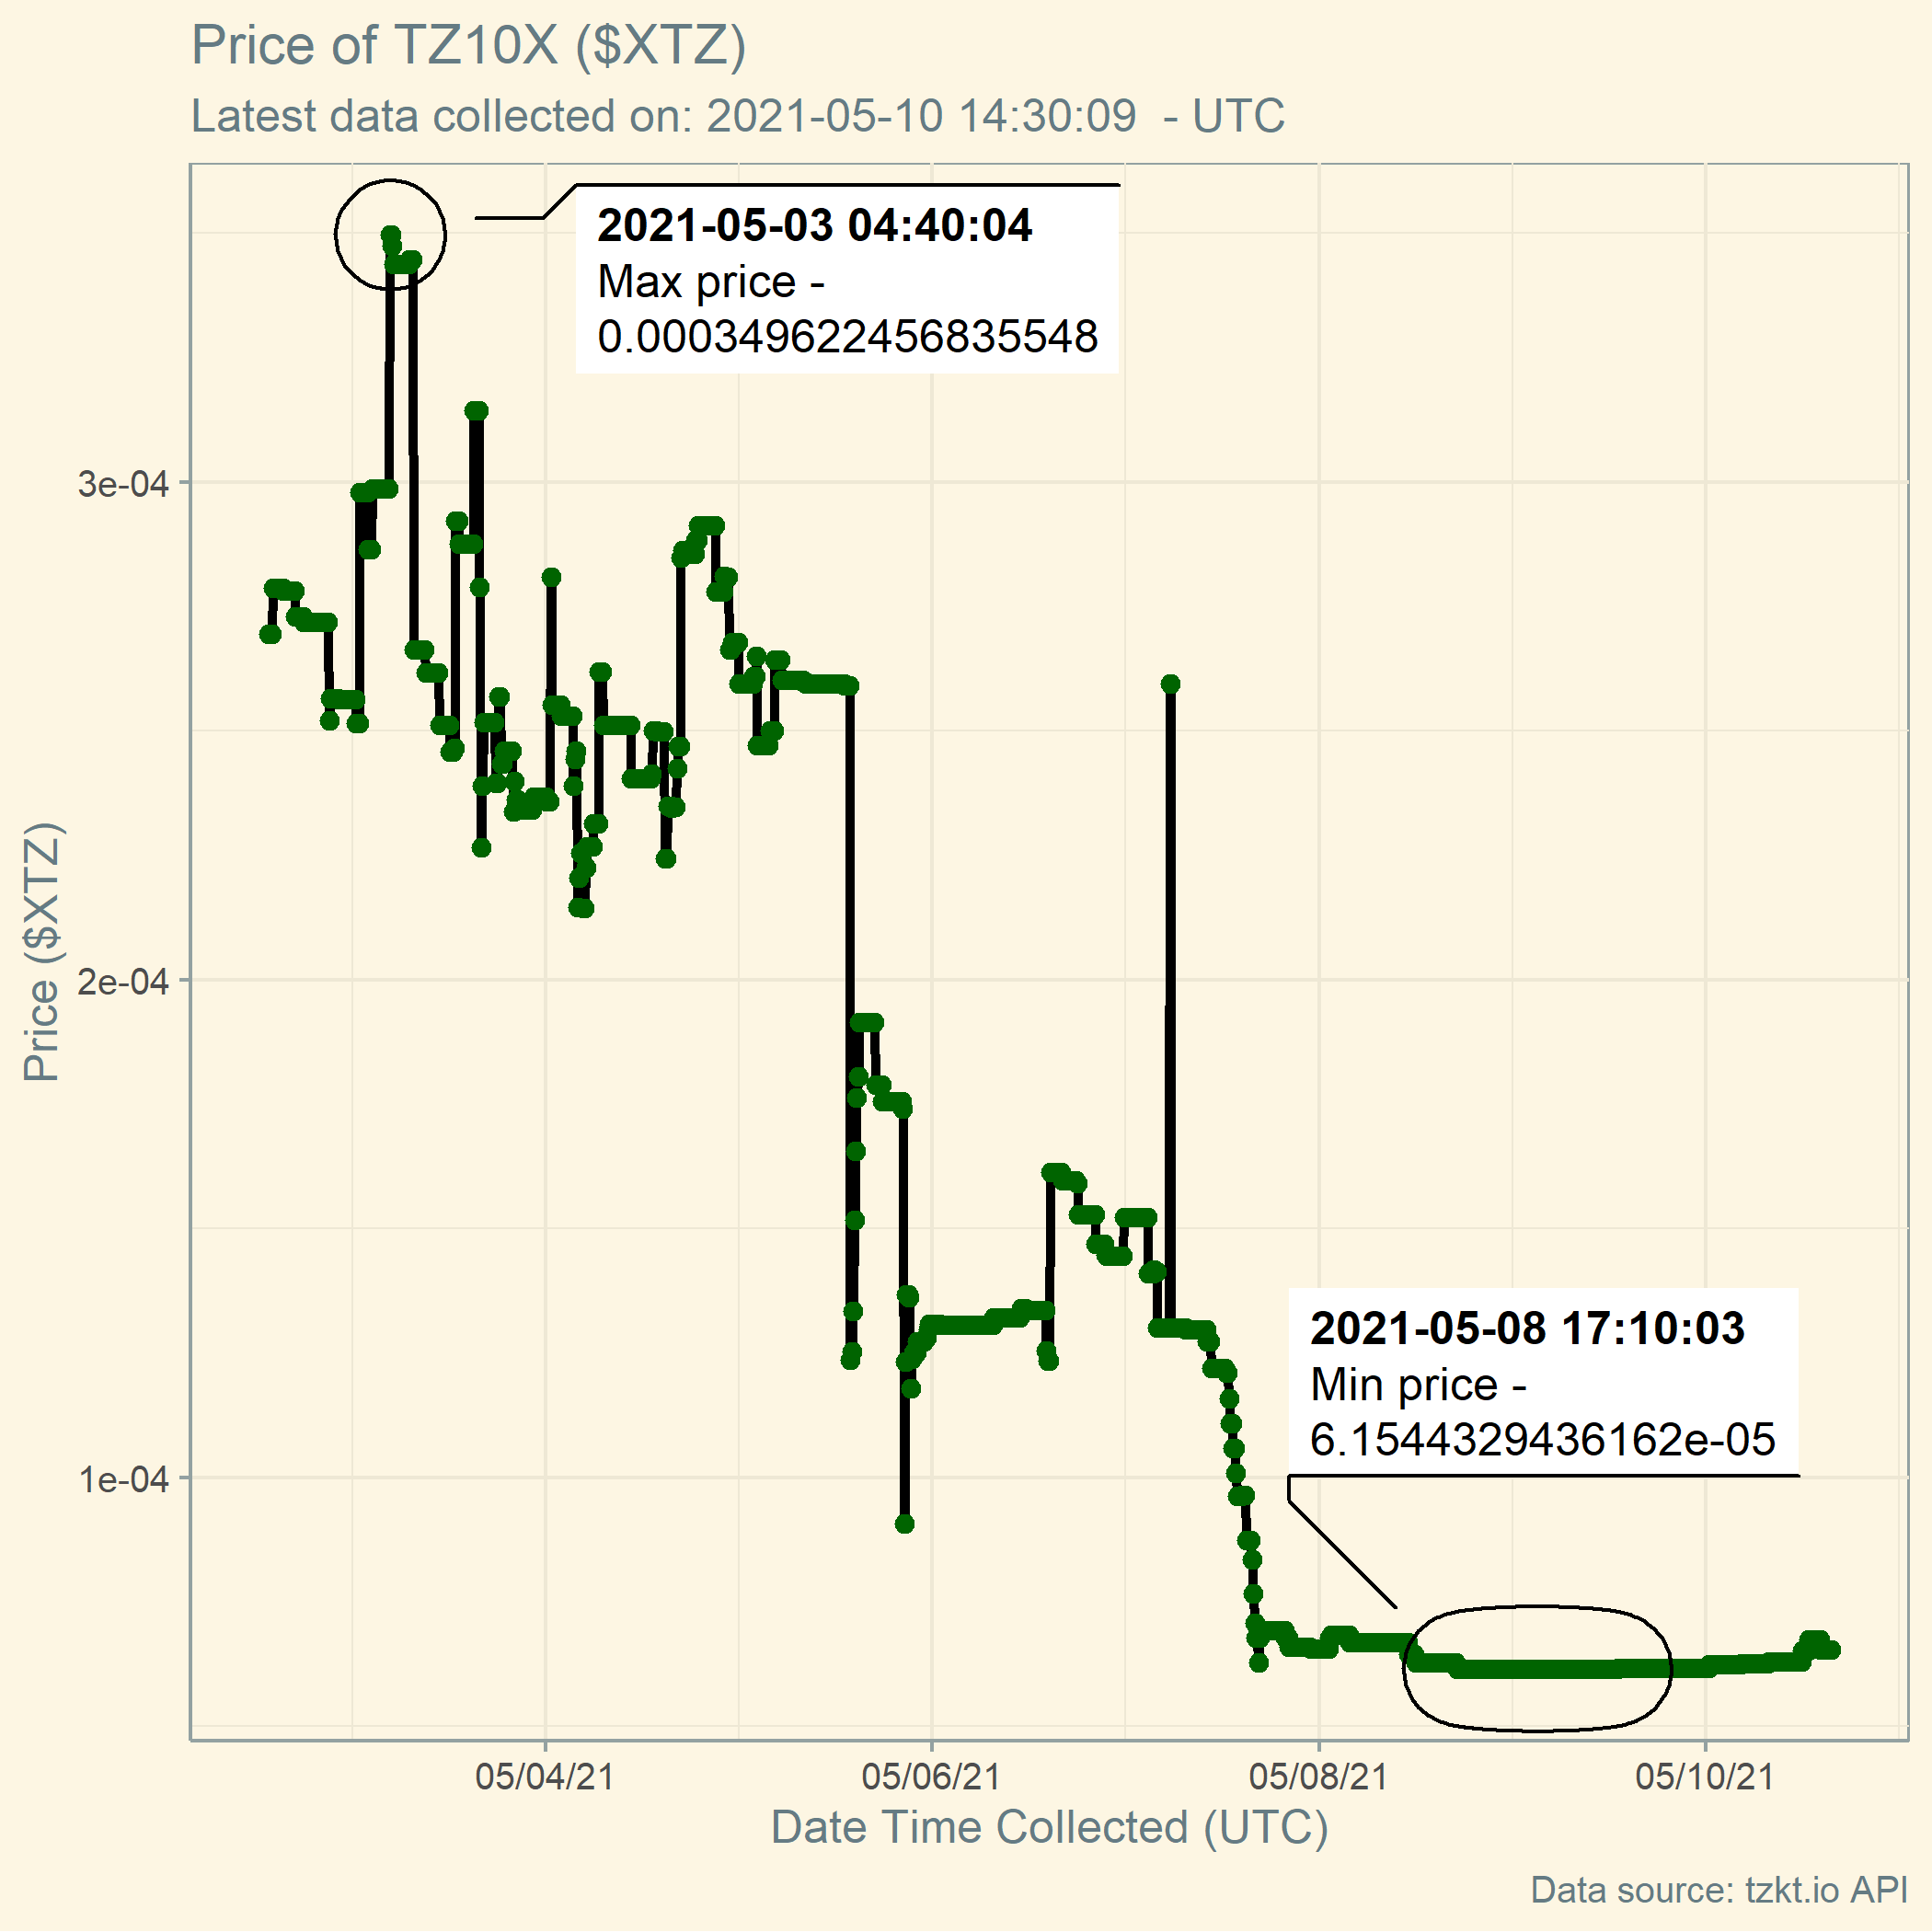 Price of TZ10X ($XTZ)
Latest data collected on: 2021-05-10 14:30:09  - UTC
2021-05-03 04:40:04
Max price -
0.000349622456835548
3e-04
2e-04
1e-04
Price ($XTZ)
2021-05-08 17:10:03
Min price -
6.1544329436162e-05
05/04/21
05/06/21
05/08/21
05/10/21
Date Time Collected (UTC)
Data source: tzkt.io API